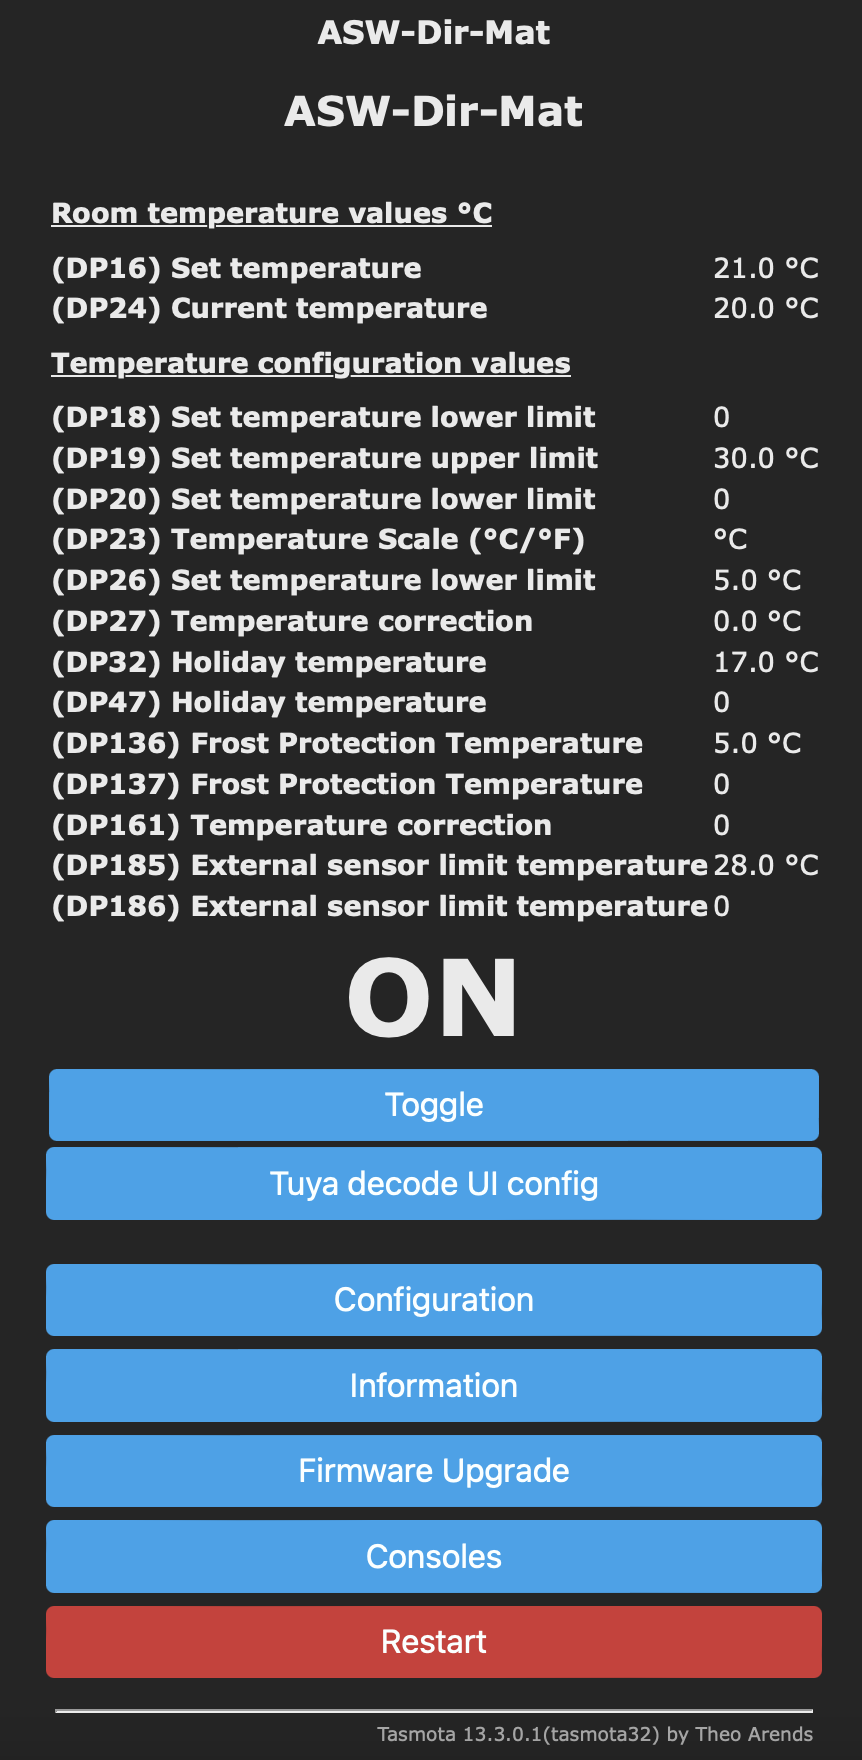 ASW-Dir-Mat
ASW-Dir-Mat
Room temperature values °C
(DP16) Set temperature 21.0 °C
(DP24) Current temperature 20.0 °C
Temperature configuration values
(DP18) Set temperature lower limit 0
(DP19) Set temperature upper limit 30.0 °C
(DP20) Set temperature lower limit 0
(DP23) Temperature Scale (°C/°F) °C
(DP26) Set temperature lower limit 5.0 °C
(DP27) Temperature correction 0.0 °C
(DP32) Holiday temperature 17.0 °C
(DP47) Holiday temperature 0
(DP136) Frost Protection Temperature 5.0 °C
(DP137) Frost Protection Temperature 0
(DP161) Temperature correction 0
(DP185) External sensor limit temperature 28.0 °C
(DP186) External sensor limit temperature 0
ON
Toggle
Tuya decode UI config
Configuration
Information
Firmware Upgrade
Consoles
Restart
Tasmota 13.3.0.1(tasmota32) by Theo Arends